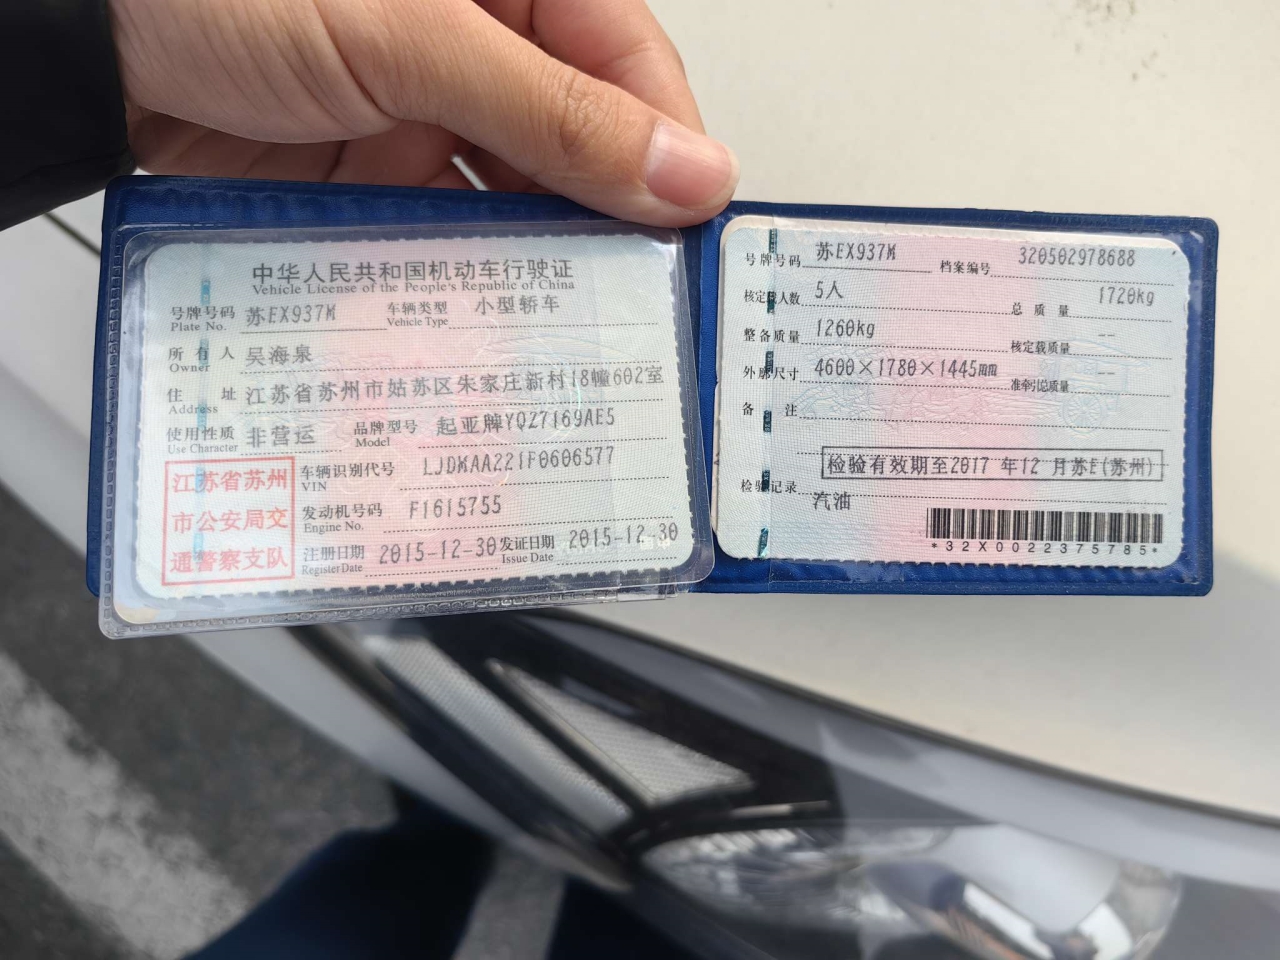 中华人民共和国机动车行驶证
Vehicle License of the People's Republic of China
号牌号码 苏EX937M 车辆类型 小型轿车
Plate No. Vehicle Type
所有人 吴海泉
Owner
住址 江苏省苏州市姑苏区朱家庄新村18幢602室
Address
使用性质 非营运 品牌型号 起亚牌YQZ7169AE5
Use Character Model
江苏省苏州
市公安局交
通警察支队
车辆识别代号 LJDKAA221F0606577
VIN
发动机号码 F1615755
Engine No.
注册日期 2015-12-30 发证日期 2015-12-30
Register Date Issue Date
号牌号码 苏EX937M 档案编号 320502978688
核定载人数 5人 总质量 1720kg
整备质量 1260kg 核定载质量 --
外廓尺寸 4600×1780×1445mm 准牵引总质量 --
备注
检验有效期至2017 年12 月苏E(苏州)
检验记录
汽油
*32X0022375785*